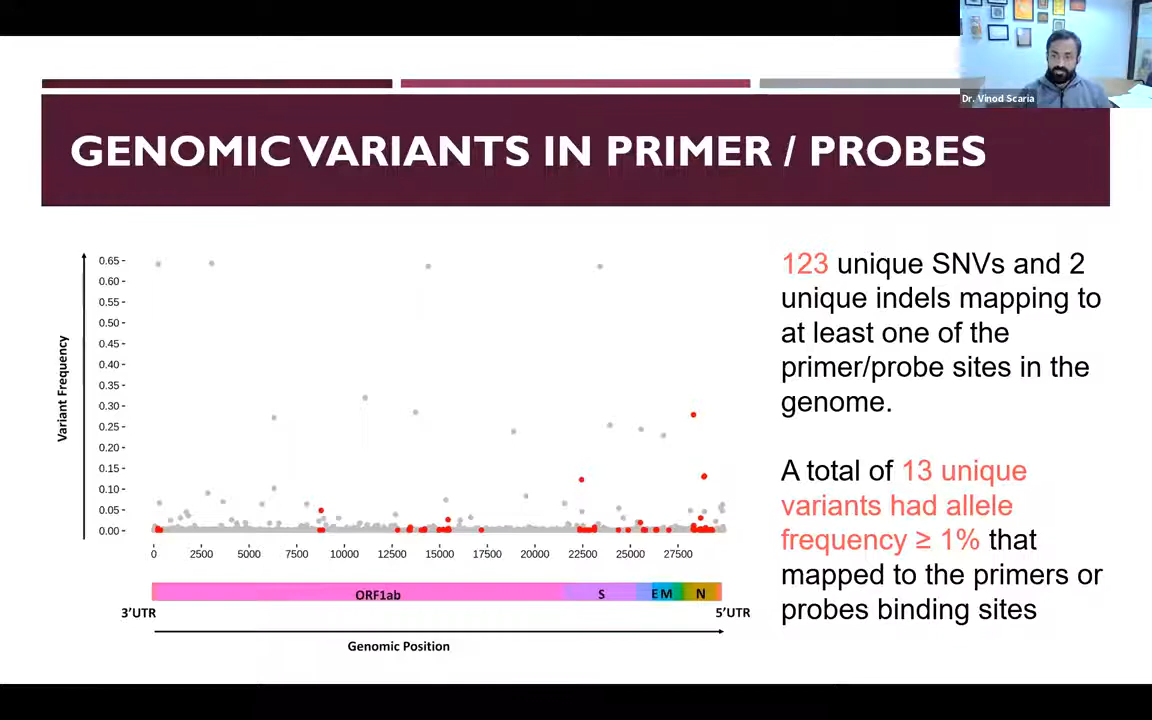 Dr. Vinod Scaria
GENOMIC VARIANTS IN PRIMER / PROBES
Variant Frequency
0.65
0.60
0.55
0.50
0.45
0.40
0.35
0.30
0.25
0.20
0.15
0.10
0.05
0.00
0 2500 5000 7500 10000 12500 15000 17500 20000 22500 25000 27500
ORF1ab S E M N
3'UTR 5'UTR
Genomic Position
123 unique SNVs and 2
unique indels mapping to
at least one of the
primer/probe sites in the
genome.
A total of 13 unique
variants had allele
frequency ≥ 1% that
mapped to the primers or
probes binding sites